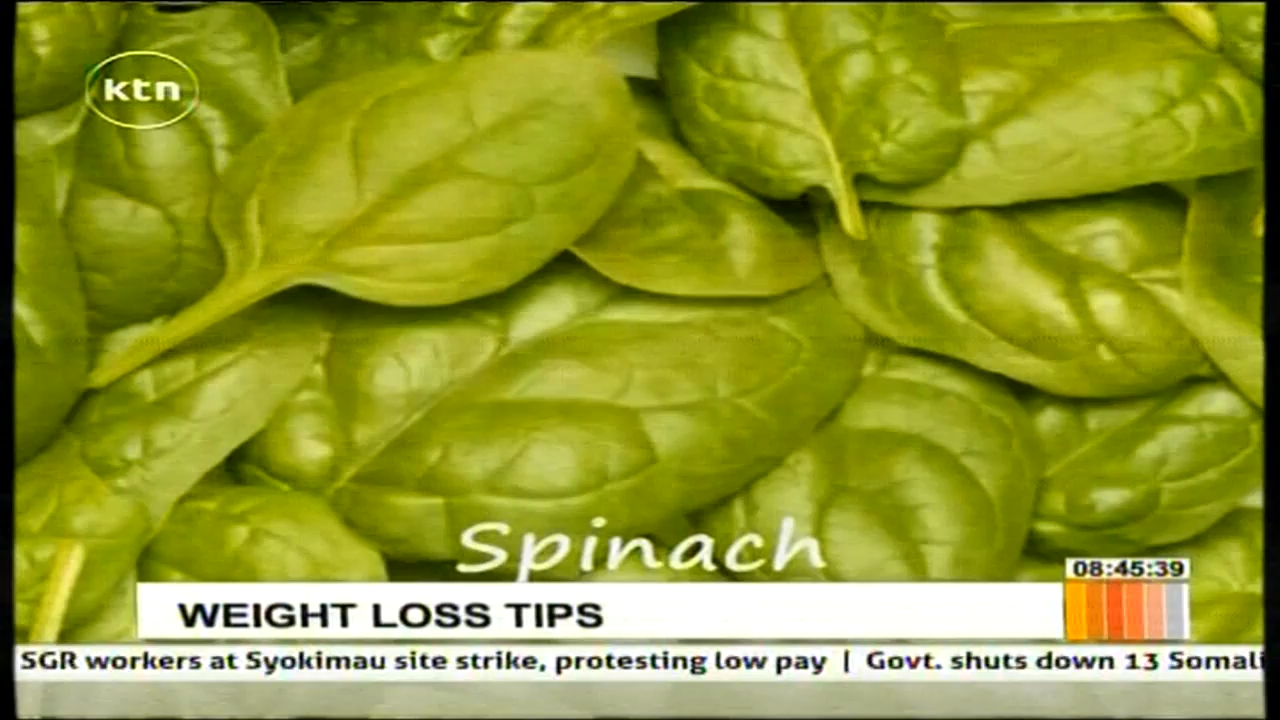 ktn
Spinach
08:45:39
WEIGHT LOSS TIPS
SGR workers at Syokimau site strike, protesting low pay | Govt. shuts down 13 Somali